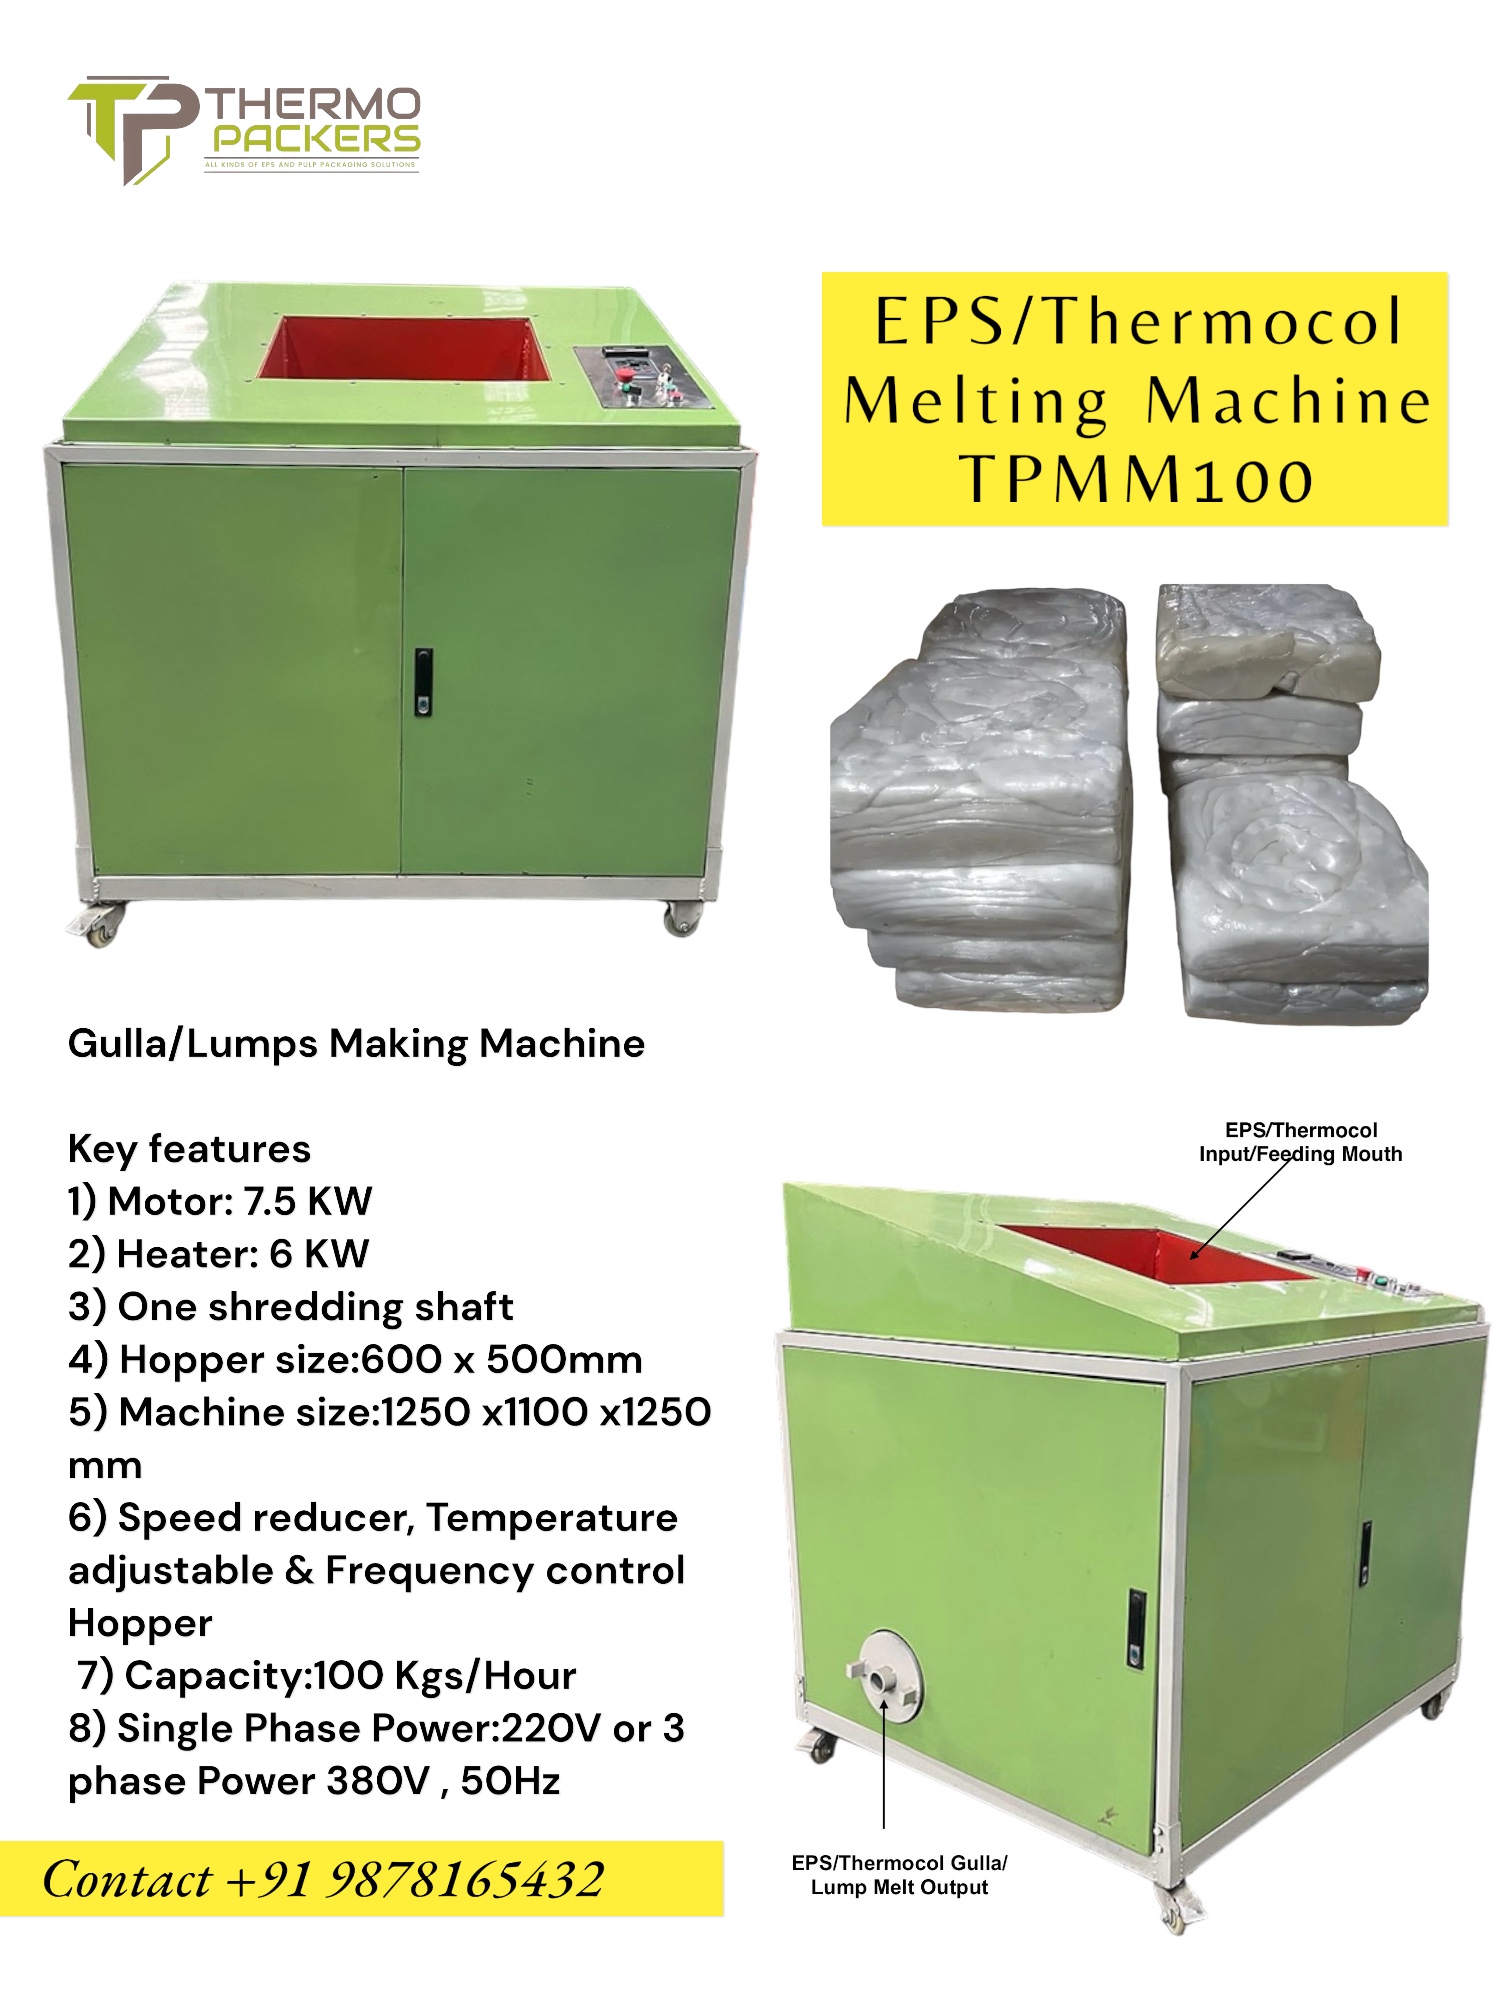 TP THERMO
PACKERS
ALL KINDS OF EPS AND PULP PACKAGING SOLUTIONS
EPS/Thermocol
Melting Machine
TPMM100
Gulla/Lumps Making Machine
Key features
1) Motor: 7.5 KW
2) Heater: 6 KW
3) One shredding shaft
4) Hopper size:600 x 500mm
5) Machine size:1250 x1100 x1250
mm
6) Speed reducer, Temperature
adjustable & Frequency control
Hopper
7) Capacity:100 Kgs/Hour
8) Single Phase Power:220V or 3
phase Power 380V , 50Hz
Contact +91 9878165432
EPS/Thermocol
Input/Feeding Mouth
EPS/Thermocol Gulla/
Lump Melt Output